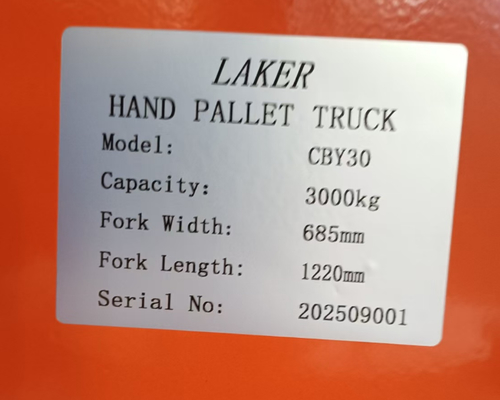 LAKER
HAND PALLET TRUCK
Model: CBY30
Capacity: 3000kg
Fork Width: 685mm
Fork Length: 1220mm
Serial No: 202509001